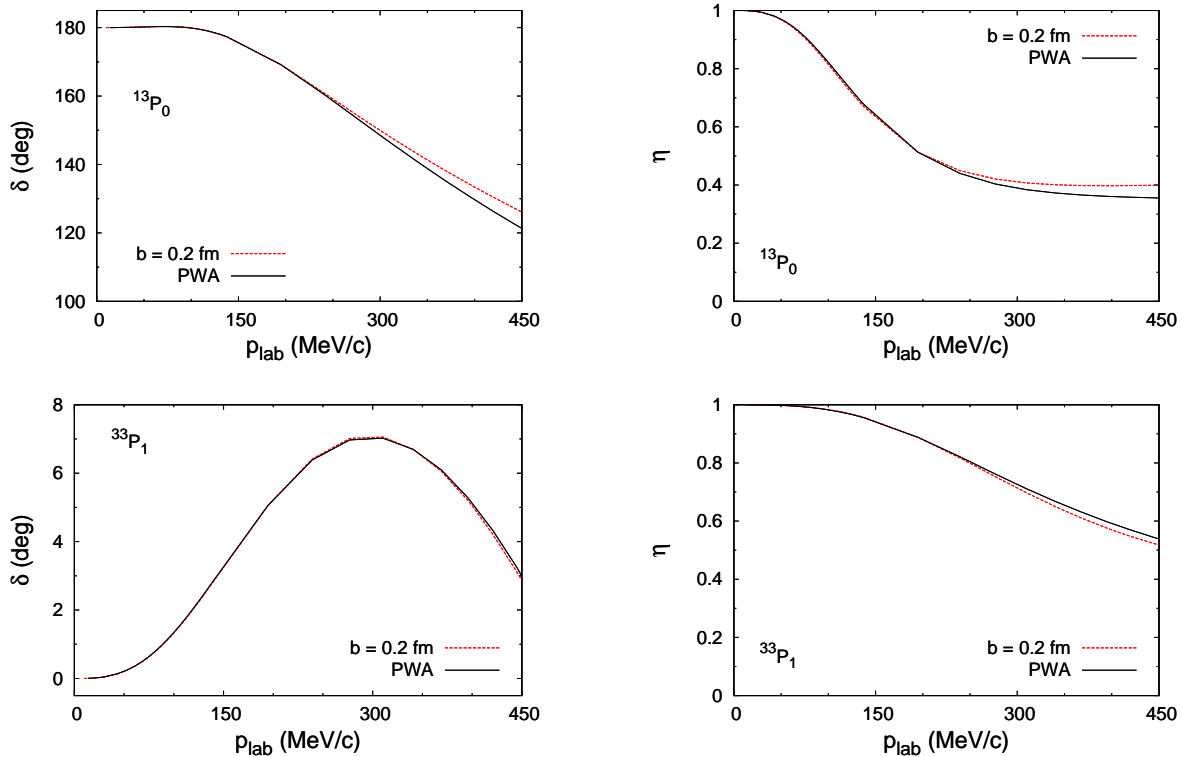 180
160
140
120
100
δ (deg)
¹³P₀
b = 0.2 fm
PWA
0 150 300 450
p_lab (MeV/c)
1
0.8
0.6
0.4
0.2
0
η
b = 0.2 fm
PWA
¹³P₀
0 150 300 450
p_lab (MeV/c)
8
6
4
2
0
δ (deg)
³³P₁
b = 0.2 fm
PWA
0 150 300 450
p_lab (MeV/c)
1
0.8
0.6
0.4
0.2
0
η
³³P₁
b = 0.2 fm
PWA
0 150 300 450
p_lab (MeV/c)